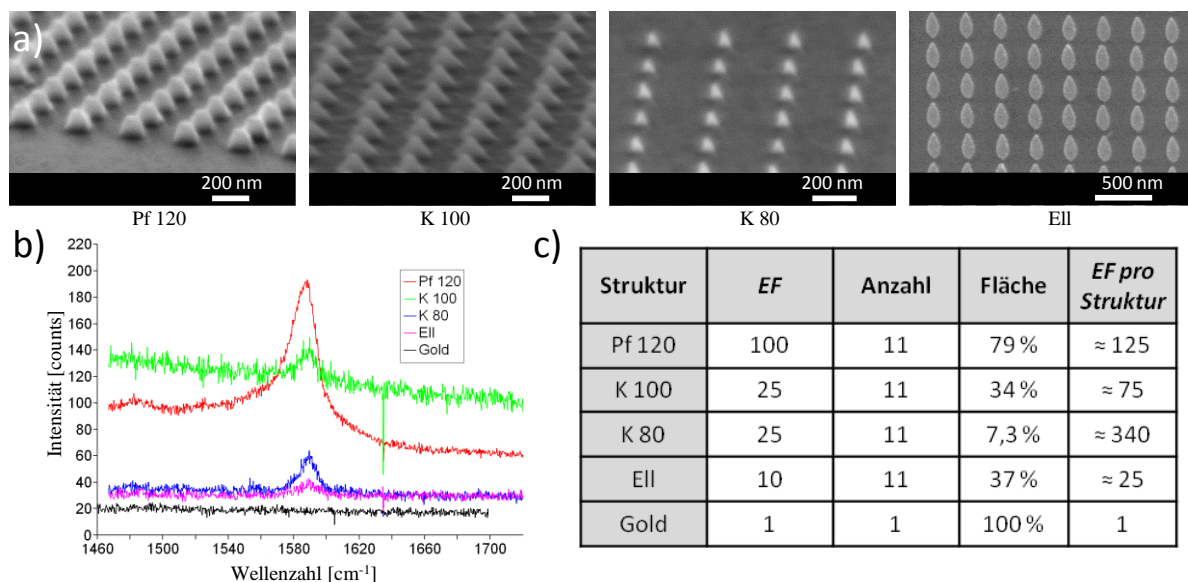 a)
200 nm 200 nm 200 nm 500 nm
Pf 120 K 100 K 80 Ell
b)
220
200
180
160
140
120
100
80
60
40
20
0
Intensität [counts]
Pf 120
K 100
K 80
Ell
Gold
1460 1500 1540 1580 1620 1660 1700
Wellenzahl [cm⁻¹]
c)
Struktur EF Anzahl Fläche EF pro
Struktur
Pf 120 100 11 79 % ≈ 125
K 100 25 11 34 % ≈ 75
K 80 25 11 7,3 % ≈ 340
Ell 10 11 37 % ≈ 25
Gold 1 1 100 % 1